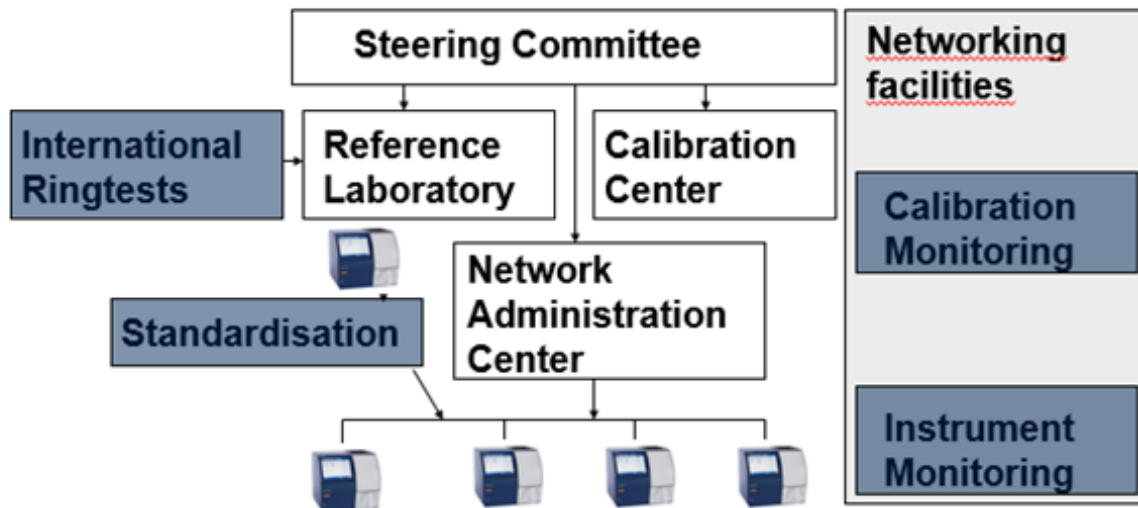 Steering Committee
Networking
facilities
International
Ringtests
Reference
Laboratory
Calibration
Center
Calibration
Monitoring
Network
Administration
Center
Standardisation
Instrument
Monitoring